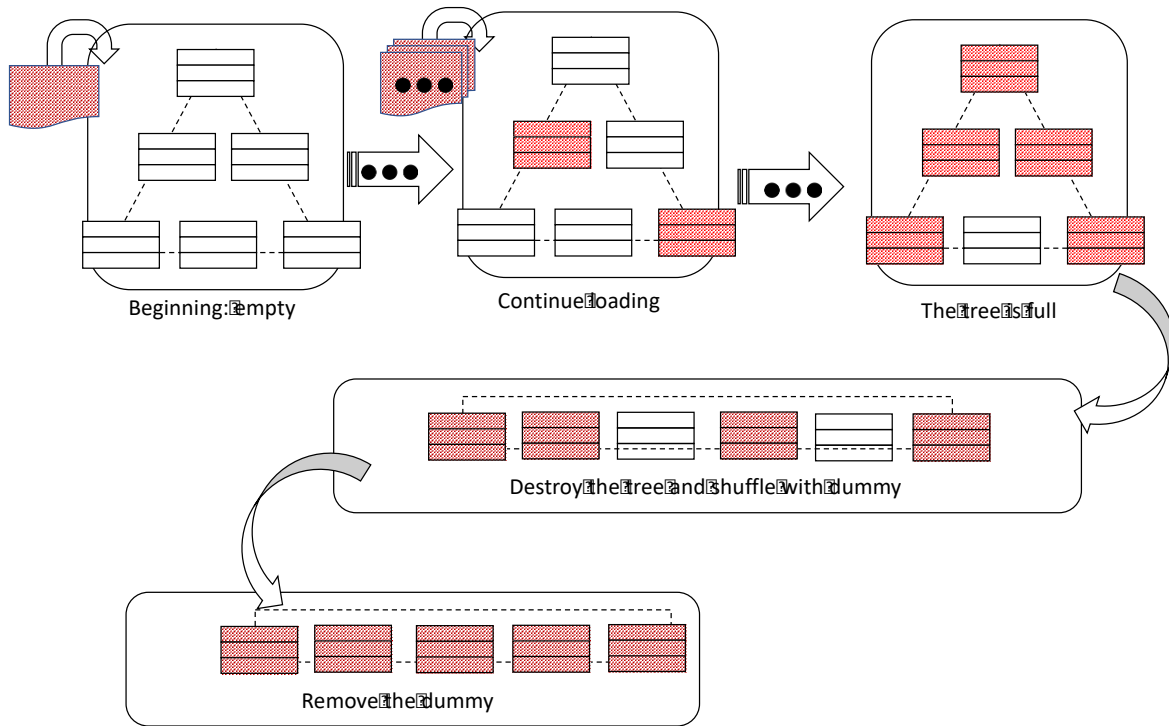 Beginning: empty
Continue loading
The tree is full
Destroy the tree and shuffle with dummy
Remove the dummy